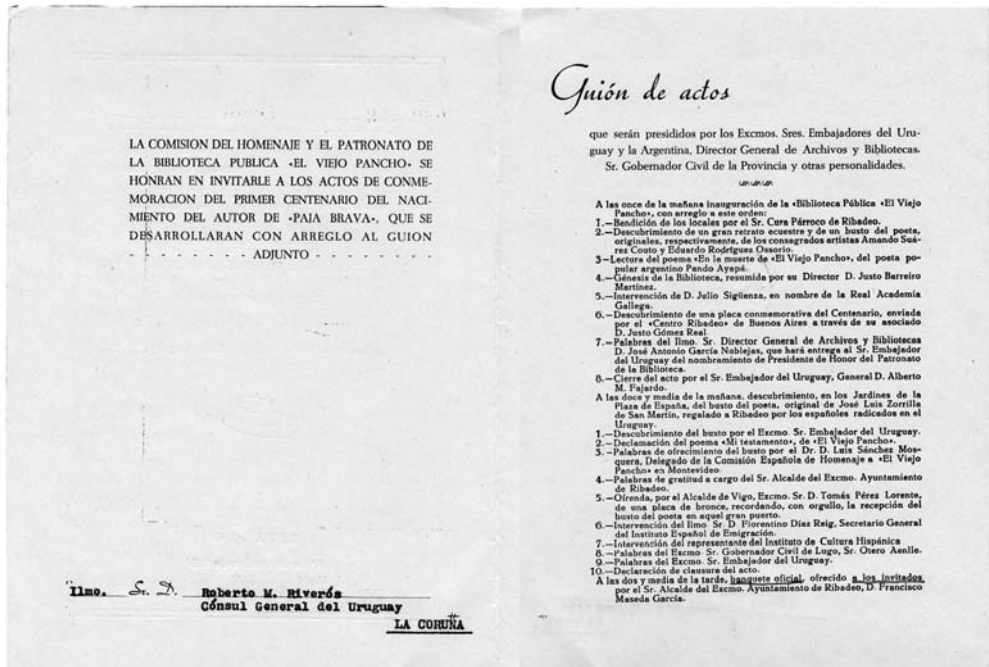 LA COMISION DEL HOMENAJE Y EL PATRONATO DE
LA BIBLIOTECA PUBLICA «EL VIEJO PANCHO» SE
HONRAN EN INVITARLE A LOS ACTOS DE CONME-
MORACION DEL PRIMER CENTENARIO DEL NACI-
MIENTO DEL AUTOR DE «PAJA BRAVA». QUE SE
DESARROLLARAN CON ARREGLO AL GUION
- - - - - - - - ADJUNTO - - - - - - - - -
Ilmo. Sr. D. Roberto M. Riverós
Cónsul General del Uruguay
LA CORUÑA
Guión de actos
que serán presididos por los Excmos. Sres. Embajadores del Uru-
guay y la Argentina, Director General de Archivos y Bibliotecas.
Sr. Gobernador Civil de la Provincia y otras personalidades.
A las once de la mañana inauguración de la «Biblioteca Pública «El Viejo
Pancho», con arreglo a este orden:
1.—Bendición de los locales por el Sr. Cura Párroco de Ribadeo.
2.—Descubrimiento de un gran retrato ecuestre y de un busto del poeta,
originales, respectivamente, de los consagrados artistas Amando Suá-
rez Couto y Eduardo Rodríguez Ossorio.
3—Lectura del poema «En la muerte de «El Viejo Pancho», del poeta po-
pular argentino Pando Ayapá.
4.—Génesis de la Biblioteca, resumida por su Director D. Justo Barreiro
Martínez.
5.—Intervención de D. Julio Sigüenza, en nombre de la Real Academia
Gallega.
6.—Descubrimiento de una placa conmemorativa del Centenario, enviada
por el «Centro Ribadeo» de Buenos Aires a través de su asociado
D. Justo Gómes Real.
7.—Palabras del Ilmo. Sr. Director General de Archivos y Bibliotecas
D. José Antonio García Noblejas, que hará entrega al Sr. Embajador
del Uruguay del nombramiento de Presidente de Honor del Patronato
de la Biblioteca.
8.—Cierre del acto por el Sr. Embajador del Uruguay, General D. Alberto
M. Fajardo.
A las doce y media de la mañana. descubrimiento, en los Jardines de la
Plaza de España, del busto del poeta, original de José Luis Zorrilla
de San Martín, regalado a Ribadeo por los españoles radicados en el
Uruguay.
1.—Descubrimiento del busto por el Excmo. Sr. Embajador del Uruguay.
2.—Declamación del poema «Mi testamento», de «El Viejo Pancho».
3.—Palabras de ofrecimiento del busto por el Dr. D. Luis Sánchez Mos-
quera, Delegado de la Comisión Española de Homenaje a «El Viejo
Pancho» en Montevideo
4.—Palabras de gratitud a cargo del Sr. Alcalde del Excmo. Ayuntamiento
de Ribadeo.
5.—Ofrenda, por el Alcalde de Vigo, Excmo. Sr. D. Tomás Pérez Lorente,
de una placa de bronce, recordando, con orgullo, la recepción del
busto del poeta en aquel gran puerto.
6.—Intervención del Ilmo Sr. D. Florentino Díaz Reig, Secretario General
del Instituto Español de Emigración.
7.—Intervención del representante del Instituto de Cultura Hispánica
8.—Palabras del Excmo. Sr. Gobernador Civil de Lugo, Sr. Otero Aenlle.
9.—Palabras del Excmo. Sr. Embajador del Uruguay.
10.—Declaración de clausura del acto.
A las dos y media de la tarde, banquete oficial, ofrecido a los invitados
por el Sr. Alcalde del Excmo. Ayuntamiento de Ribadeo, D. Francisco
Maseda García.